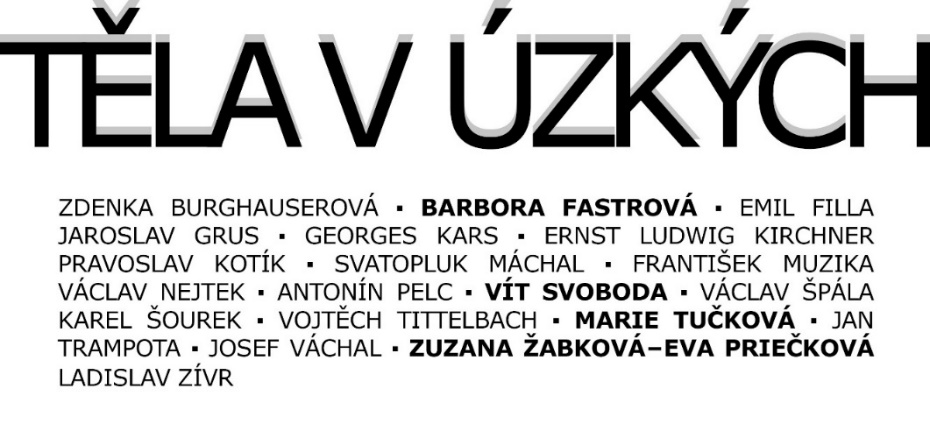 TĚLA V ÚZKÝCH
ZDENKA BURGHAUSEROVÁ ▪ BARBORA FASTROVÁ ▪ EMIL FILLA
JAROSLAV GRUS ▪ GEORGES KARS ▪ ERNST LUDWIG KIRCHNER
PRAVOSLAV KOTÍK ▪ SVATOPLUK MÁCHAL ▪ FRANTIŠEK MUZIKA
VÁCLAV NEJTEK ▪ ANTONÍN PELC ▪ VÍT SVOBODA ▪ VÁCLAV ŠPÁLA
KAREL ŠOUREK ▪ VOJTĚCH TITTELBACH ▪ MARIE TUČKOVÁ ▪ JAN
TRAMPOTA ▪ JOSEF VÁCHAL ▪ ZUZANA ŽABKOVÁ–EVA PRIEČKOVÁ
LADISLAV ZÍVR